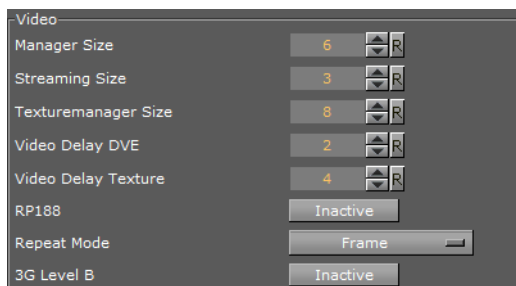 Video
Manager Size 6 R
Streaming Size 3 R
Texturemanager Size 8 R
Video Delay DVE 2 R
Video Delay Texture 4 R
RP188 Inactive
Repeat Mode Frame
3G Level B Inactive